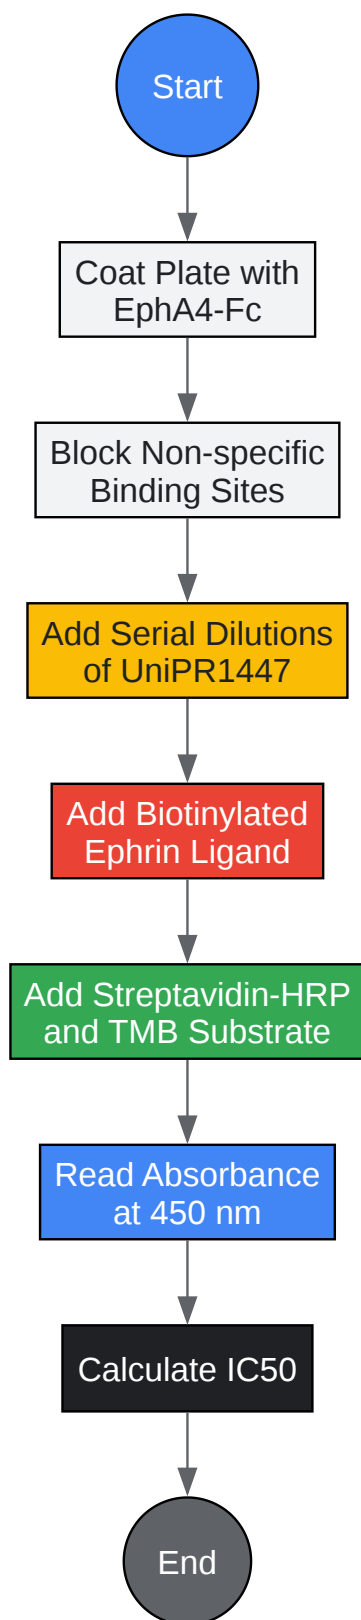 Start
Coat Plate with
EphA4-Fc
Block Non-specific
Binding Sites
Add Serial Dilutions
of UniPR1447
Add Biotinylated
Ephrin Ligand
Add Streptavidin-HRP
and TMB Substrate
Read Absorbance
at 450 nm
Calculate IC50
End